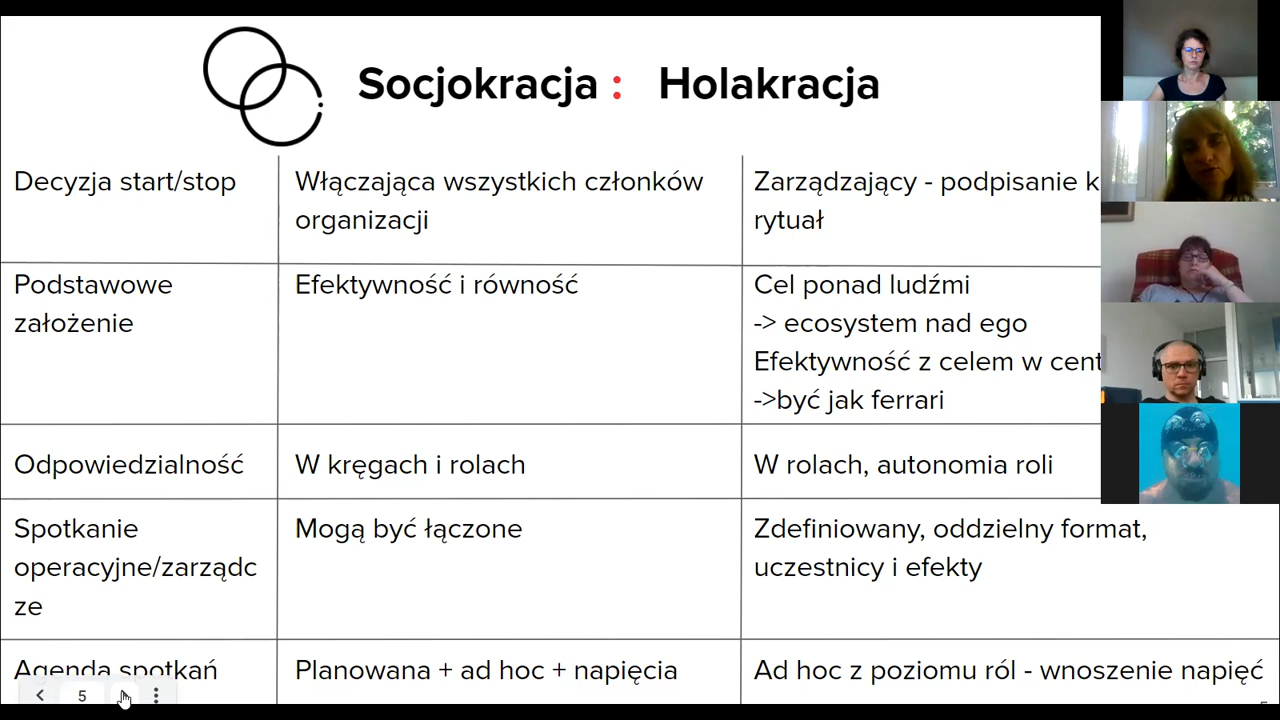 Socjokracja : Holakracja
Decyzja start/stop
Włączająca wszystkich członków
organizacji
Zarządzający - podpisanie k
rytuał
Podstawowe
założenie
Efektywność i równość
Cel ponad ludźmi
-> ecosystem nad ego
Efektywność z celem w cent
->być jak ferrari
Odpowiedzialność
W kręgach i rolach
W rolach, autonomia roli
Spotkanie
operacyjne/zarządc
ze
Mogą być łączone
Zdefiniowany, oddzielny format,
uczestnicy i efekty
Agenda spotkań
Planowana + ad hoc + napięcia
Ad hoc z poziomu ról - wnoszenie napięć
5